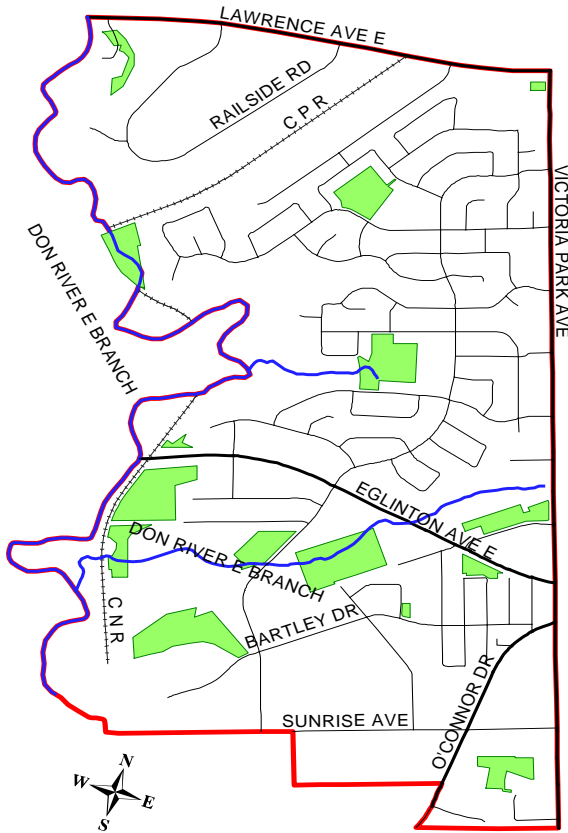 LAWRENCE AVE E
RAILSIDE RD
C P R
VICTORIA PARK AVE
DON RIVER E BRANCH
EGLINTON AVE E
DON RIVER E BRANCH
C N R
BARTLEY DR
O'CONNOR DR
SUNRISE AVE
N
W
E
S